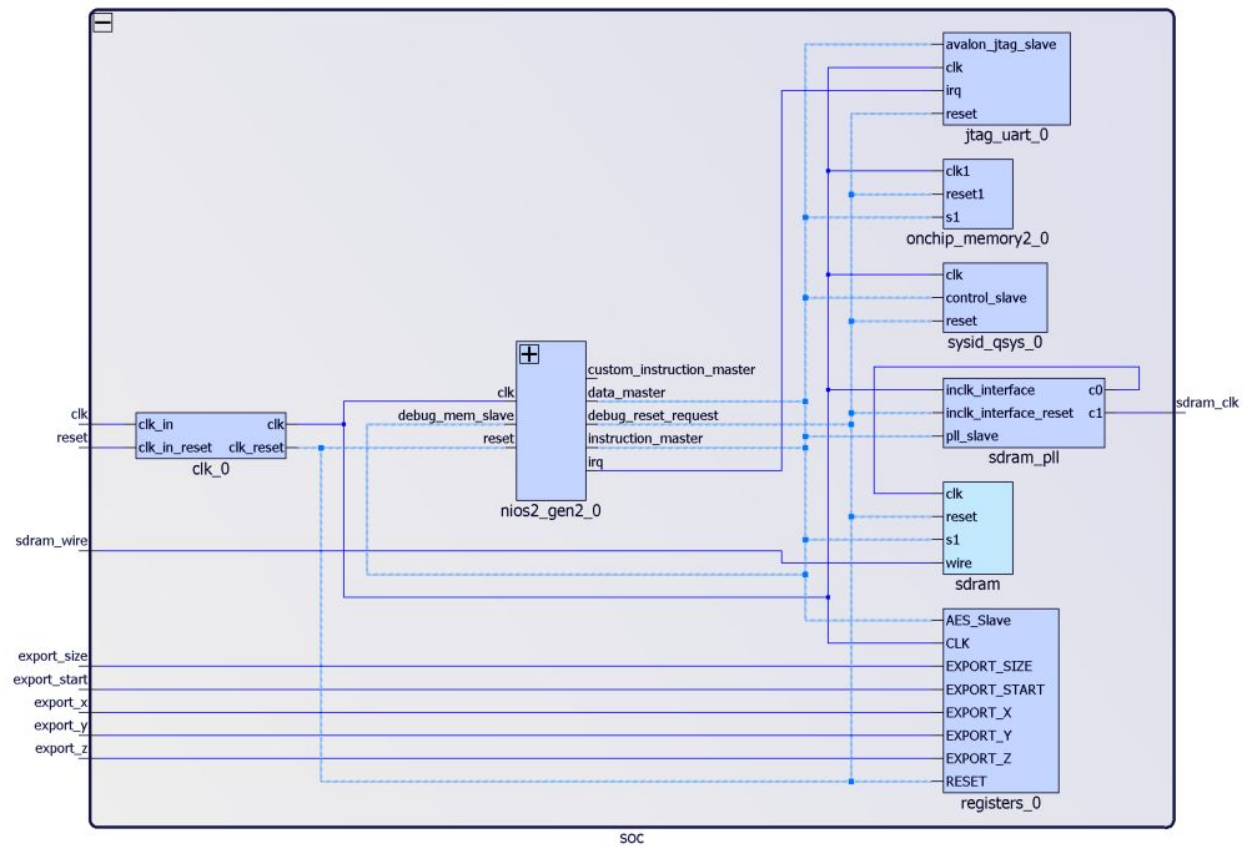 clk
reset
sdram_wire
export_size
export_start
export_x
export_y
export_z
clk_in
clk
clk_in_reset
clk_reset
clk_0
clk
debug_mem_slave
reset
custom_instruction_master
data_master
debug_reset_request
instruction_master
irq
nios2_gen2_0
avalon_jtag_slave
clk
irq
reset
jtag_uart_0
clk1
reset1
s1
onchip_memory2_0
clk
control_slave
reset
sysid_qsys_0
inclk_interface
c0
inclk_interface_reset
c1
pll_slave
sdram_pll
sdram_clk
clk
reset
s1
wire
sdram
AES_Slave
CLK
EXPORT_SIZE
EXPORT_START
EXPORT_X
EXPORT_Y
EXPORT_Z
RESET
registers_0
soc